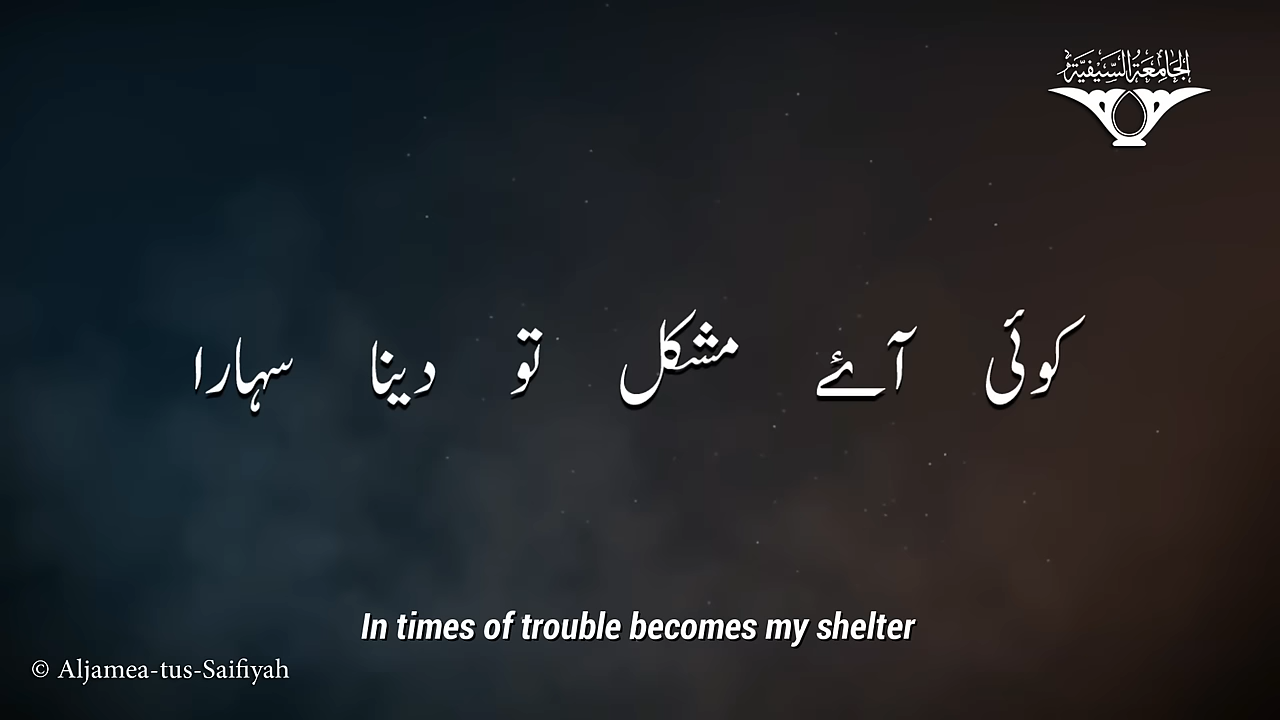 الجامعة السيفية
کوئی آئے مشکل تو دینا سہارا
In times of trouble becomes my shelter
© Aljamea-tus-Saifiyah